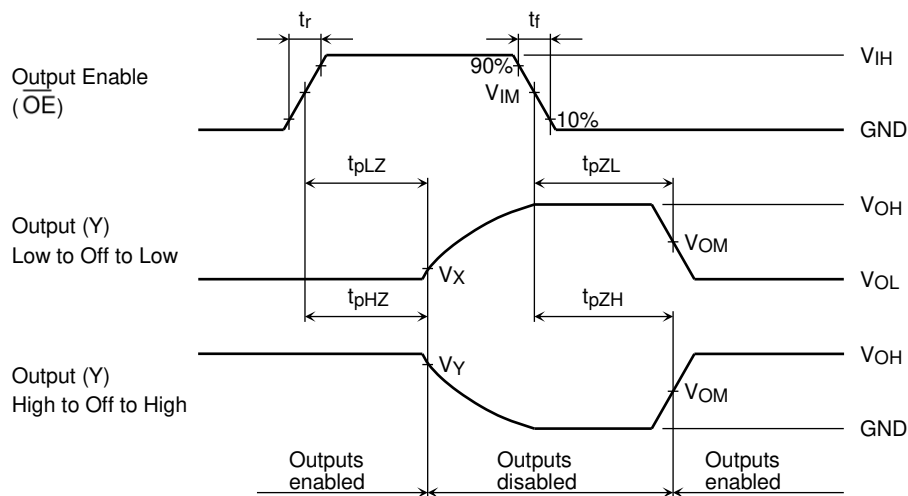 tr
tf
Output Enable
(OE)
90%
VIM
10%
VIH
GND
tpLZ
tpZL
Output (Y)
Low to Off to Low
VX
VOH
VOM
VOL
tpHZ
tpZH
Output (Y)
High to Off to High
VY
VOH
VOM
GND
Outputs
enabled
Outputs
disabled
Outputs
enabled